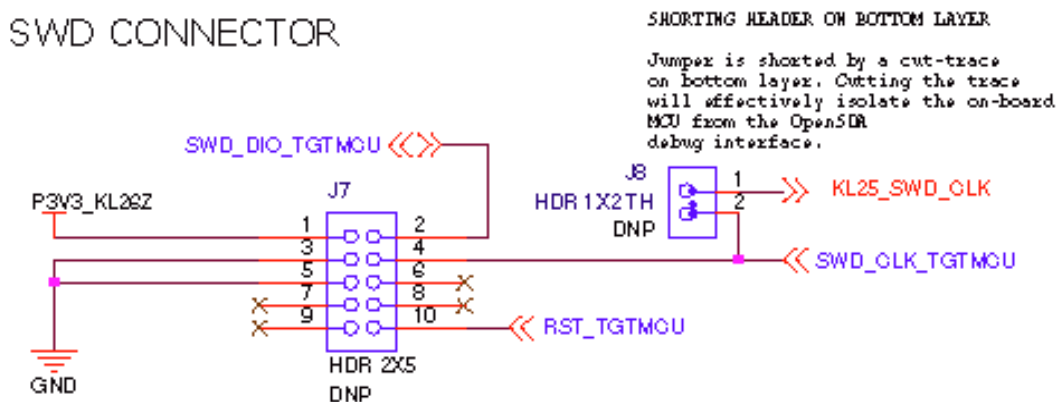 SWD CONNECTOR
SHORTING HEADER ON BOTTOM LAYER
Jumper is shorted by a cut-trace
on bottom layer. Cutting the trace
will effectively isolate the on-board
MCU from the OpenSDA
debug interface.
SWD_DIO_TGTMCU
J8
HDR 1X2 TH
DNP
1
2
KL25_SWD_CLK
SWD_CLK_TGTMCU
P3V3_KL26Z
J7
1 2
3 4
5 6
7 8
9 10
RST_TGTMCU
HDR 2X5
DNP
GND